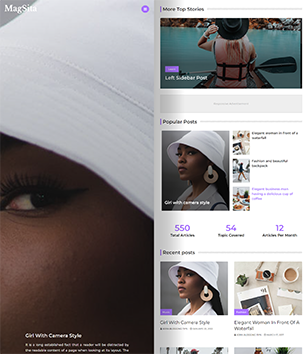 MagSita
More Top Stories
Left Sidebar Post
Popular Posts
Girl with camera style
Elegant woman in Front of a
waterfall
Fashion and beautiful
backpack
Elegant business men
having a delicious cup of
coffee
550
Total Articles
54
Topic Covered
12
Articles Per Month
Recent posts
Girl With Camera Style
Elegant Woman In Front Of A
Waterfall
Girl With Camera Style
It is a long established fact that a reader will be distracted by
the readable content of a page when looking at its layout. The